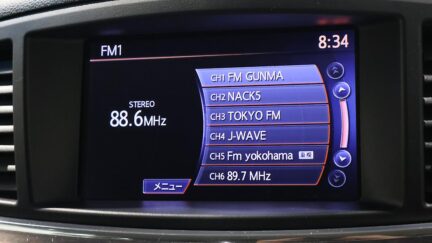 FM1
8:34
STEREO
88.6MHz
CH1 FM GUNMA
CH2 NACK5
CH3 TOKYO FM
CH4 J-WAVE
CH5 Fm yokohama
CH6 89.7 MHz
メニュー